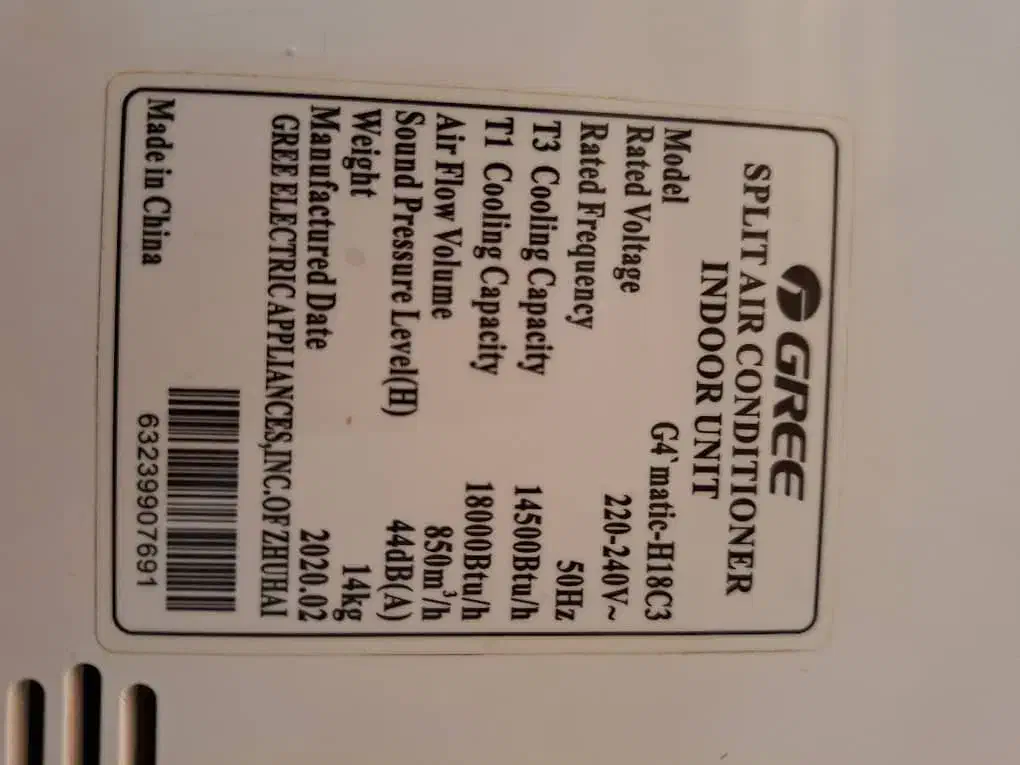 GREE
SPLIT AIR CONDITIONER
INDOOR UNIT
Model G4`matic-H18C3
Rated Voltage 220-240V~
Rated Frequency 50Hz
T3 Cooling Capacity 14500Btu/h
T1 Cooling Capacity 18000Btu/h
Air Flow Volume 850m³/h
Sound Pressure Level(H) 44dB(A)
Weight 14kg
Manufactured Date 2020.02
GREE ELECTRIC APPLIANCES,INC.OF ZHUHAI
63239907691
Made in China